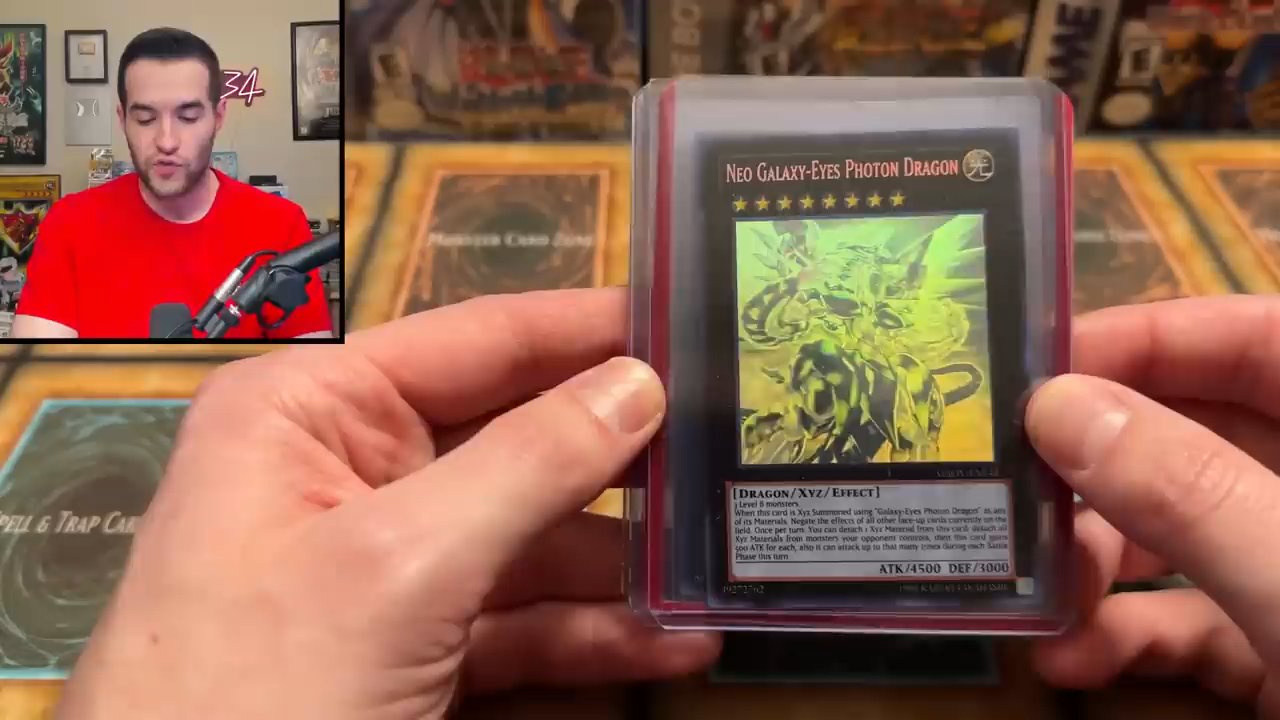 34
NEO GALAXY-EYES PHOTON DRAGON
光
MONSTER CARD ZONE
[DRAGON/XYZ/EFFECT]
3 Level 8 monsters.
When this card is Xyz Summoned using "Galaxy-Eyes Photon Dragon" as any
of its Materials, Negate the effects of all other face-up cards currently on the
field. Once per turn: You can detach 1 Xyz Material from this card; detach all
Xyz Materials from monsters your opponent controls, then this card gains
500 ATK for each, also it can attack up to that many times during each Battle
Phase this turn.
ATK/4500 DEF/3000
SPELL & TRAP CARD